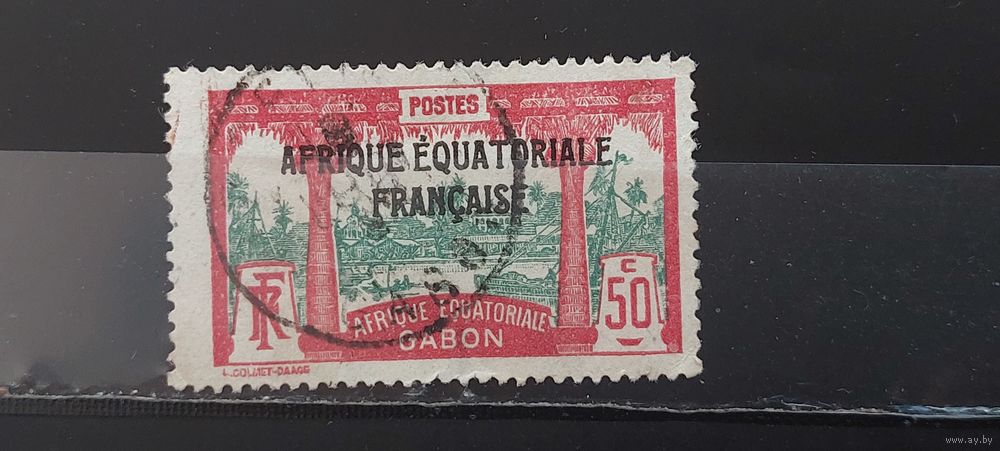 POSTES
AFRIQUE ÉQUATORIALE
FRANÇAISE
RF
c
50
AFRIQUE EQUATORIALE
GABON
L. COLMET-DAAGE
www.ay.by